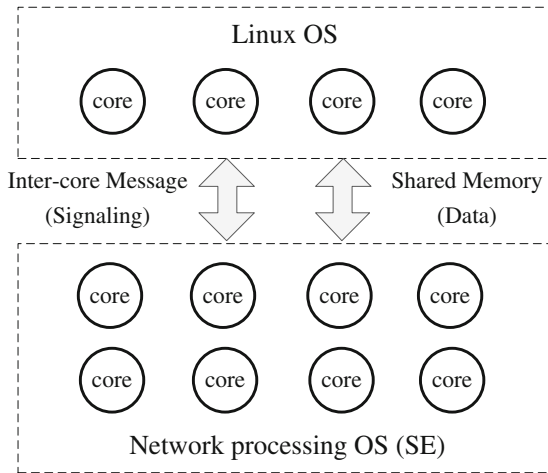 Linux OS
core core core core
Inter-core Message Shared Memory
(Signaling) (Data)
core core core core
core core core core
Network processing OS (SE)